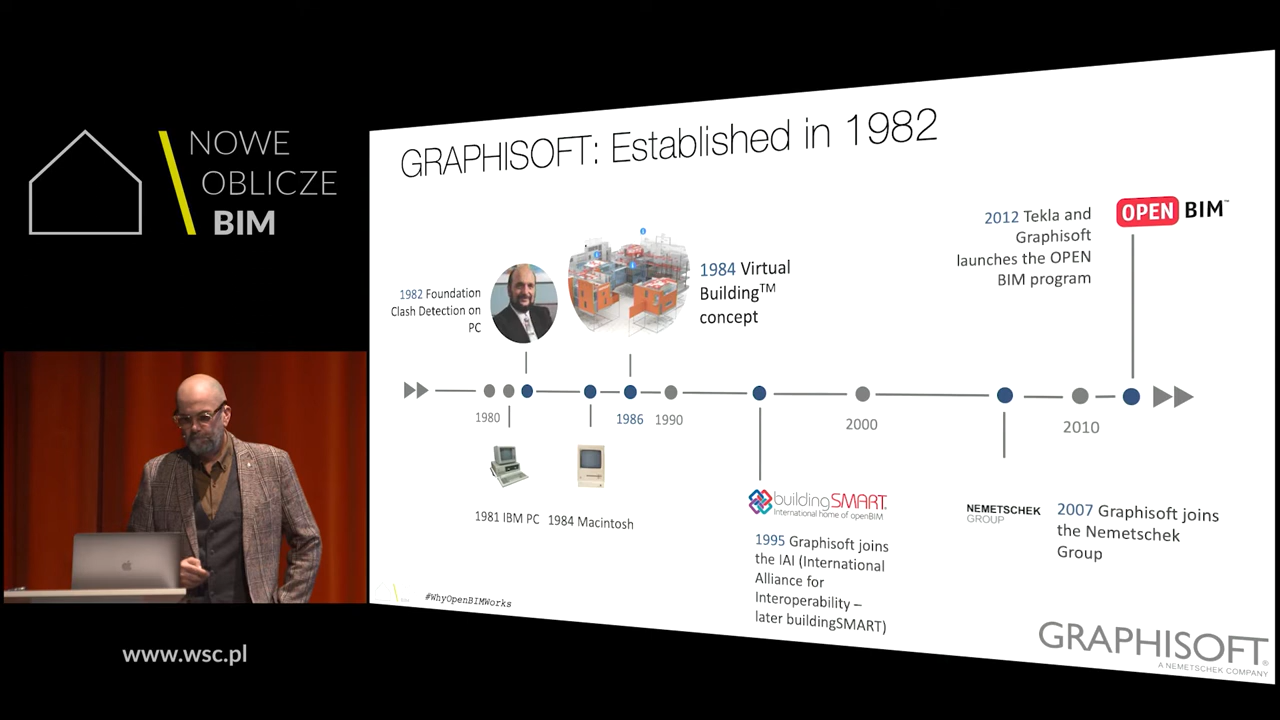 NOWE
OBLICZE
BIM
www.wsc.pl
GRAPHISOFT: Established in 1982
1982 Foundation
Clash Detection on
PC
1984 Virtual
Building™
concept
2012 Tekla and
Graphisoft
launches the OPEN
BIM program
OPEN BIM™
1980
1986
1990
2000
2010
1981 IBM PC
1984 Macintosh
buildingSMART
International home of openBIM
1995 Graphisoft joins
the IAI (International
Alliance for
Interoperability –
later buildingSMART)
NEMETSCHEK
GROUP
2007 Graphisoft joins
the Nemetschek
Group
#WhyOpenBIMWorks
GRAPHISOFT®
A NEMETSCHEK COMPANY